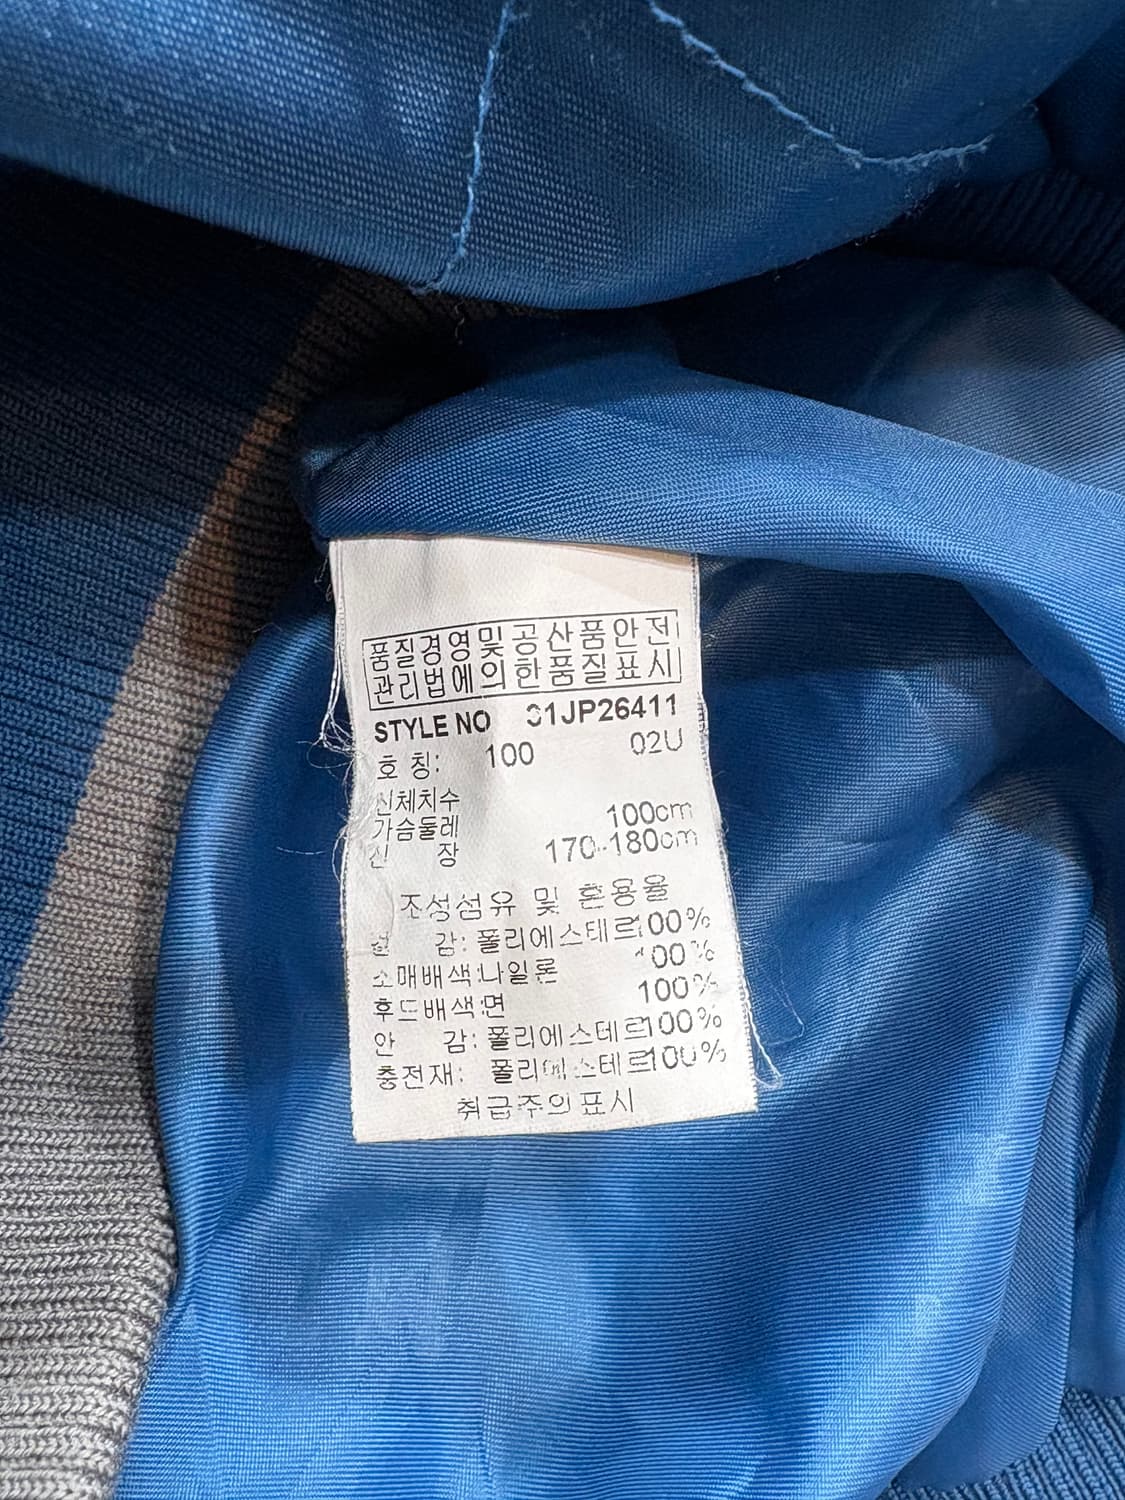 품질경영및공산품안전
관리법에의한품질표시
STYLE NO 31JP26411
호 칭: 100 02U
신체치수
가슴둘레 100cm
신 장 170-180cm
조성섬유 및 혼용율
겉 감: 폴리에스테르100%
소매배색:나일론 100%
후드배색:면 100%
안 감: 폴리에스테르100%
충전재: 폴리에스테르100%
취급주의표시